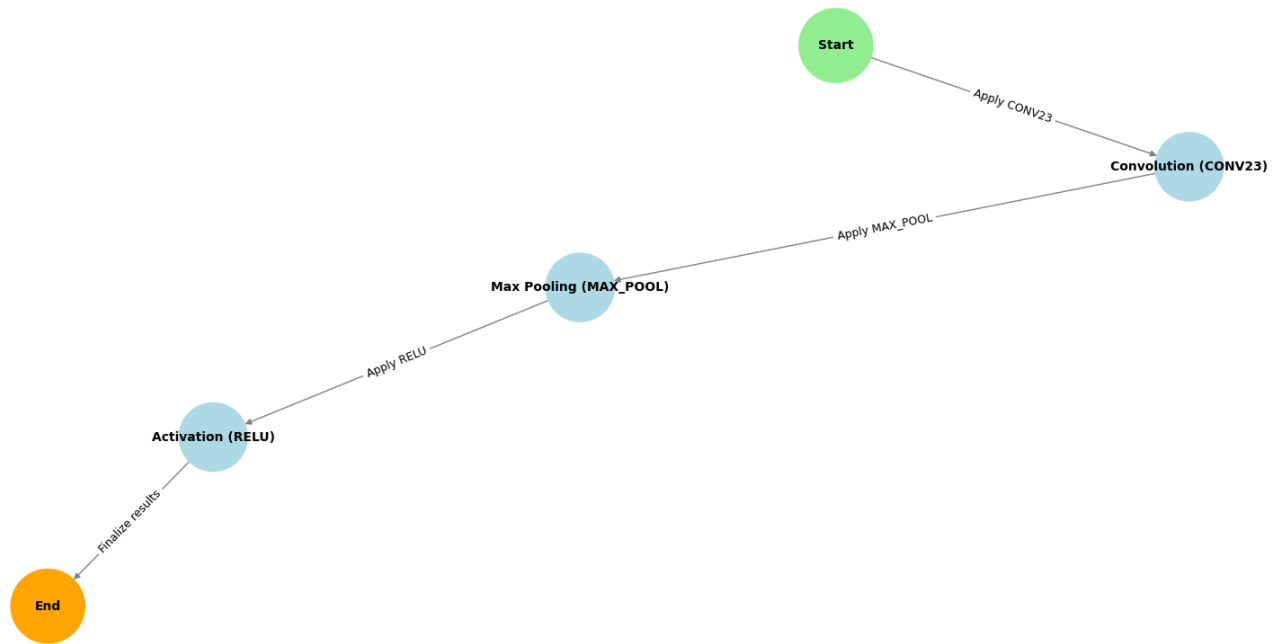 Start
Apply CONV23
Convolution (CONV23)
Apply MAX_POOL
Max Pooling (MAX_POOL)
Apply RELU
Activation (RELU)
Finalize results
End